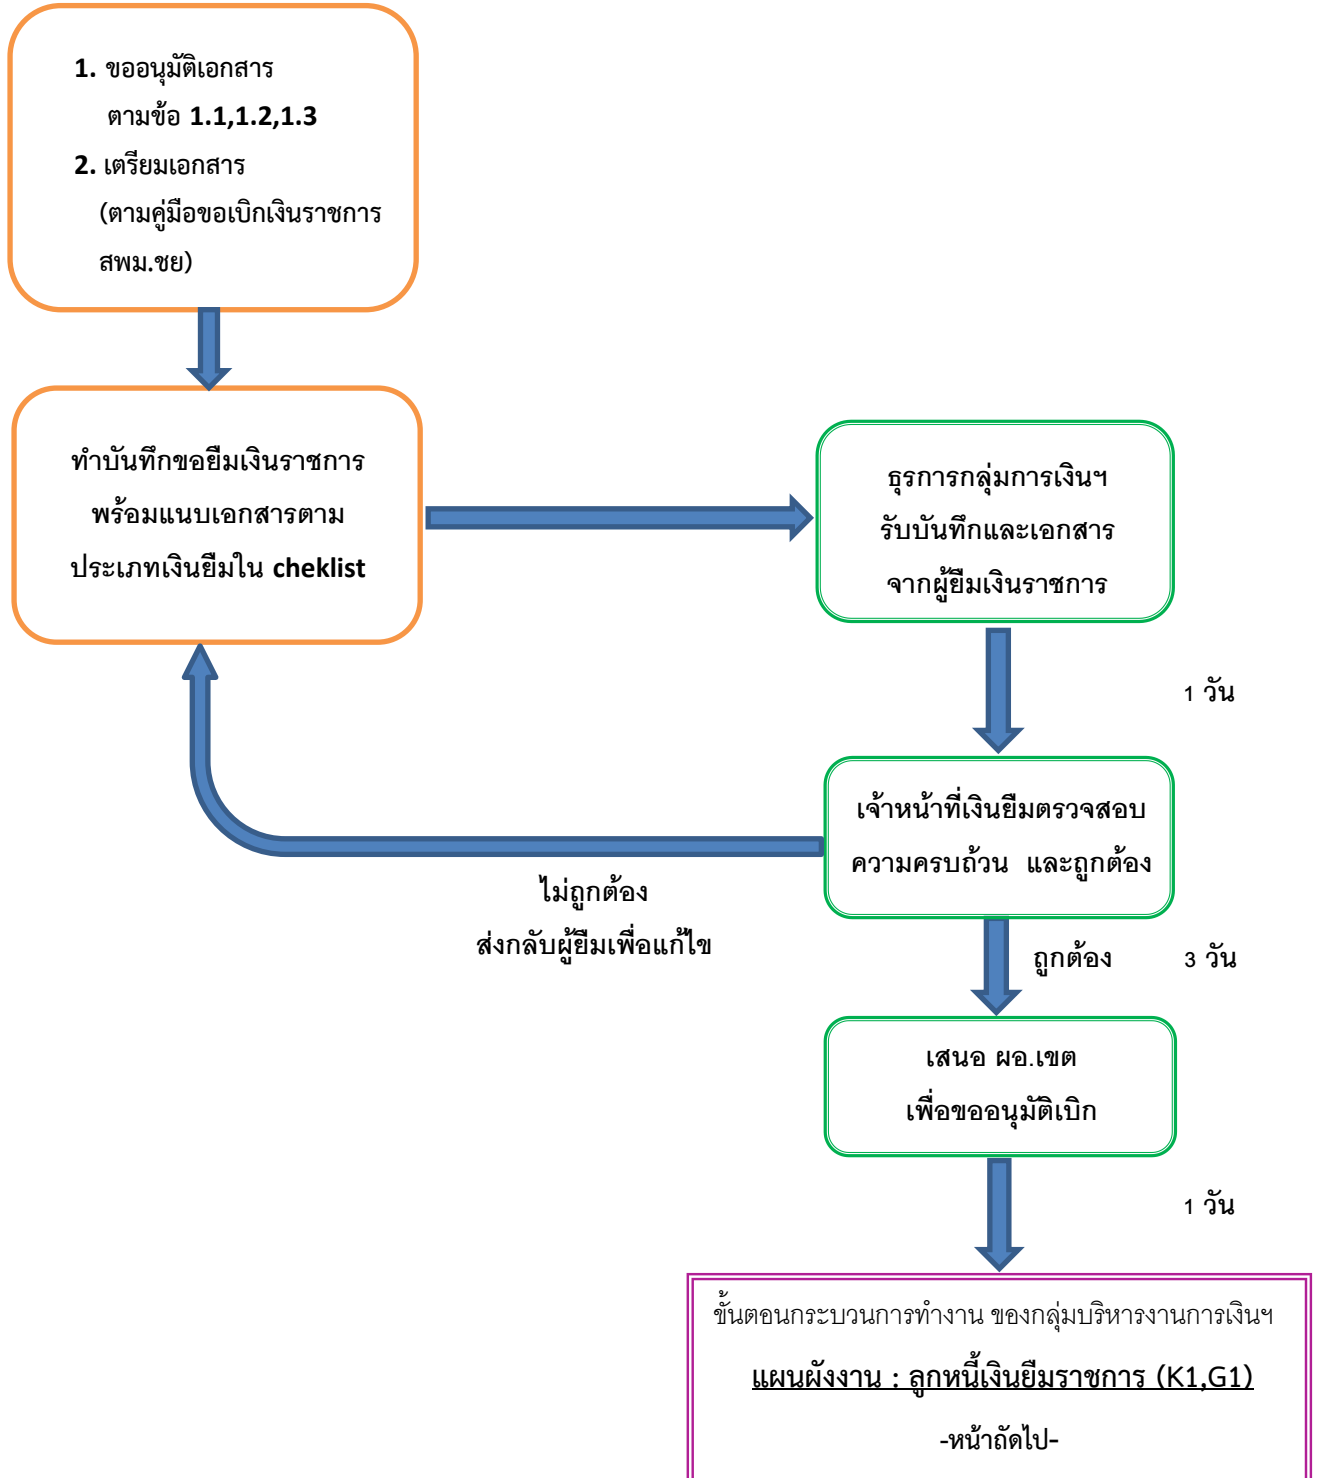 1. ขออนุมัติเอกสาร
ตามข้อ 1.1,1.2,1.3
2. เตรียมเอกสาร
(ตามคู่มือขอเบิกเงินราชการ
สพม.ชย)
ทำบันทึกขอยืมเงินราชการ
พร้อมแนบเอกสารตาม
ประเภทเงินยืมใน cheklist
ธุรการกลุ่มการเงินฯ
รับบันทึกและเอกสาร
จากผู้ยืมเงินราชการ
1 วัน
เจ้าหน้าที่เงินยืมตรวจสอบ
ความครบถ้วน และถูกต้อง
ไม่ถูกต้อง
ส่งกลับผู้ยืมเพื่อแก้ไข
ถูกต้อง 3 วัน
เสนอ ผอ.เขต
เพื่อขออนุมัติเบิก
1 วัน
ขั้นตอนกระบวนการทำงาน ของกลุ่มบริหารงานการเงินฯ
แผนผังงาน : ลูกหนี้เงินยืมราชการ (K1,G1)
-หน้าถัดไป-